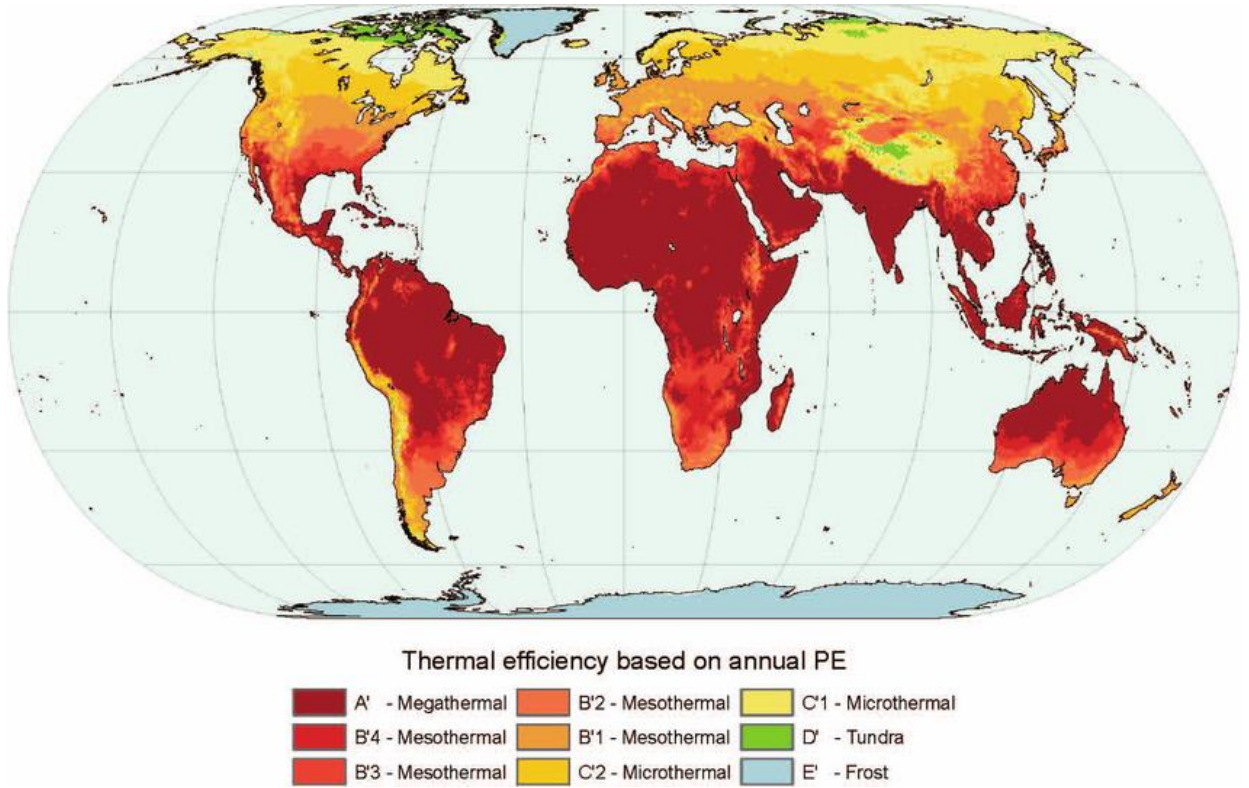 Thermal efficiency based on annual PE
A' - Megathermal
B'4 - Mesothermal
B'3 - Mesothermal
B'2 - Mesothermal
B'1 - Mesothermal
C'2 - Microthermal
C'1 - Microthermal
D' - Tundra
E' - Frost